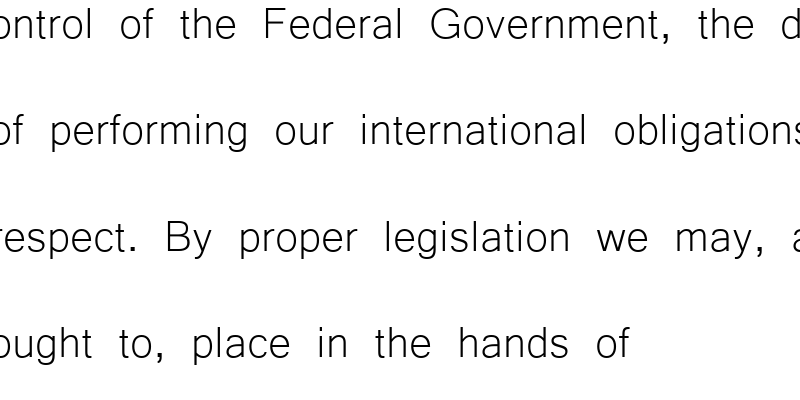 ontrol of the Federal Government, the d
of performing our international obligations
respect. By proper legislation we may, a
ought to, place in the hands of